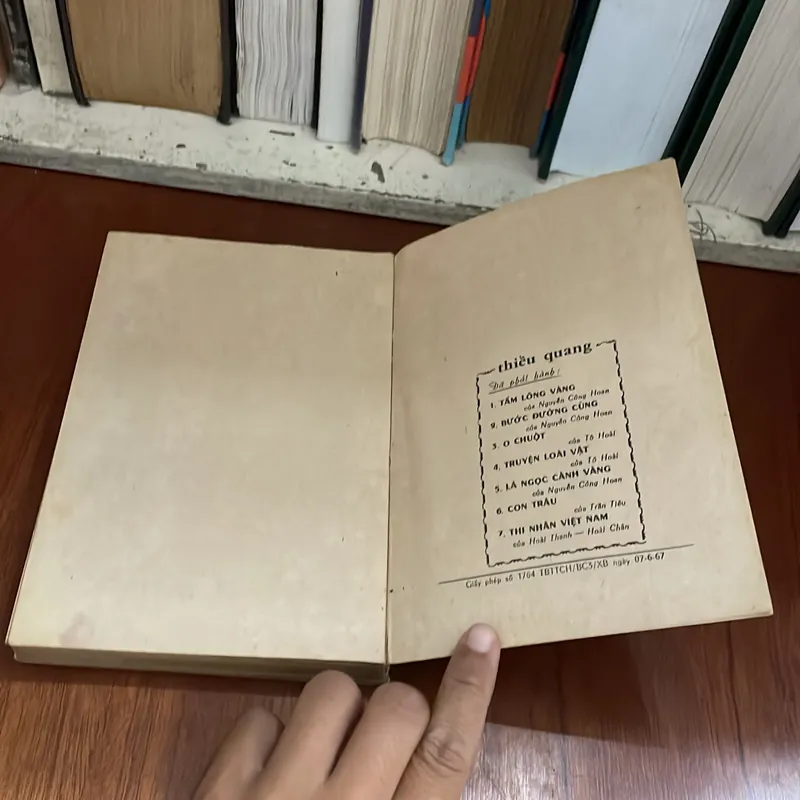 thiều quang
Đã phát hành:
1. TẤM LÒNG VÀNG
của Nguyễn Công Hoan
2. BƯỚC ĐƯỜNG CÙNG
của Nguyễn Công Hoan
3. O CHUỘT
của Tô Hoài
4. TRUYỆN LOÀI VẬT
của Tô Hoài
5. LÁ NGỌC CÀNH VÀNG
của Nguyễn Công Hoan
6. CON TRÂU
của Trần Tiêu
7. THI NHÂN VIỆT NAM
của Hoài Thanh — Hoài Chân
Giấy phép số 1764 TBTTCH/BC3/XB ngày 07-6-67